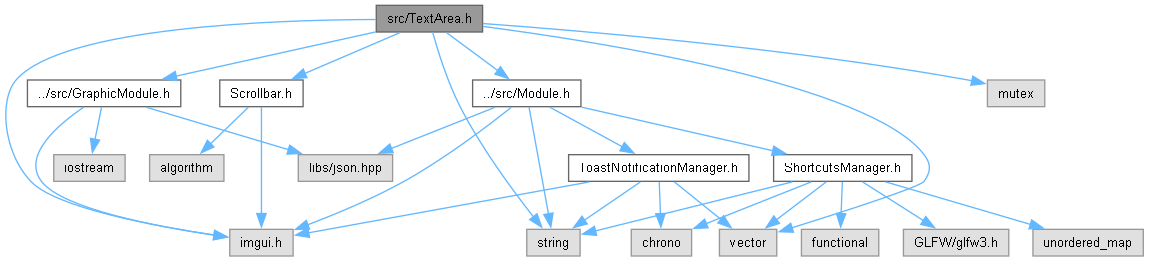 src/TextArea.h
../src/GraphicModule.h
Scrollbar.h
../src/Module.h
mutex
iostream
algorithm
libs/json.hpp
ToastNotificationManager.h
ShortcutsManager.h
imgui.h
string
chrono
vector
functional
GLFW/glfw3.h
unordered_map